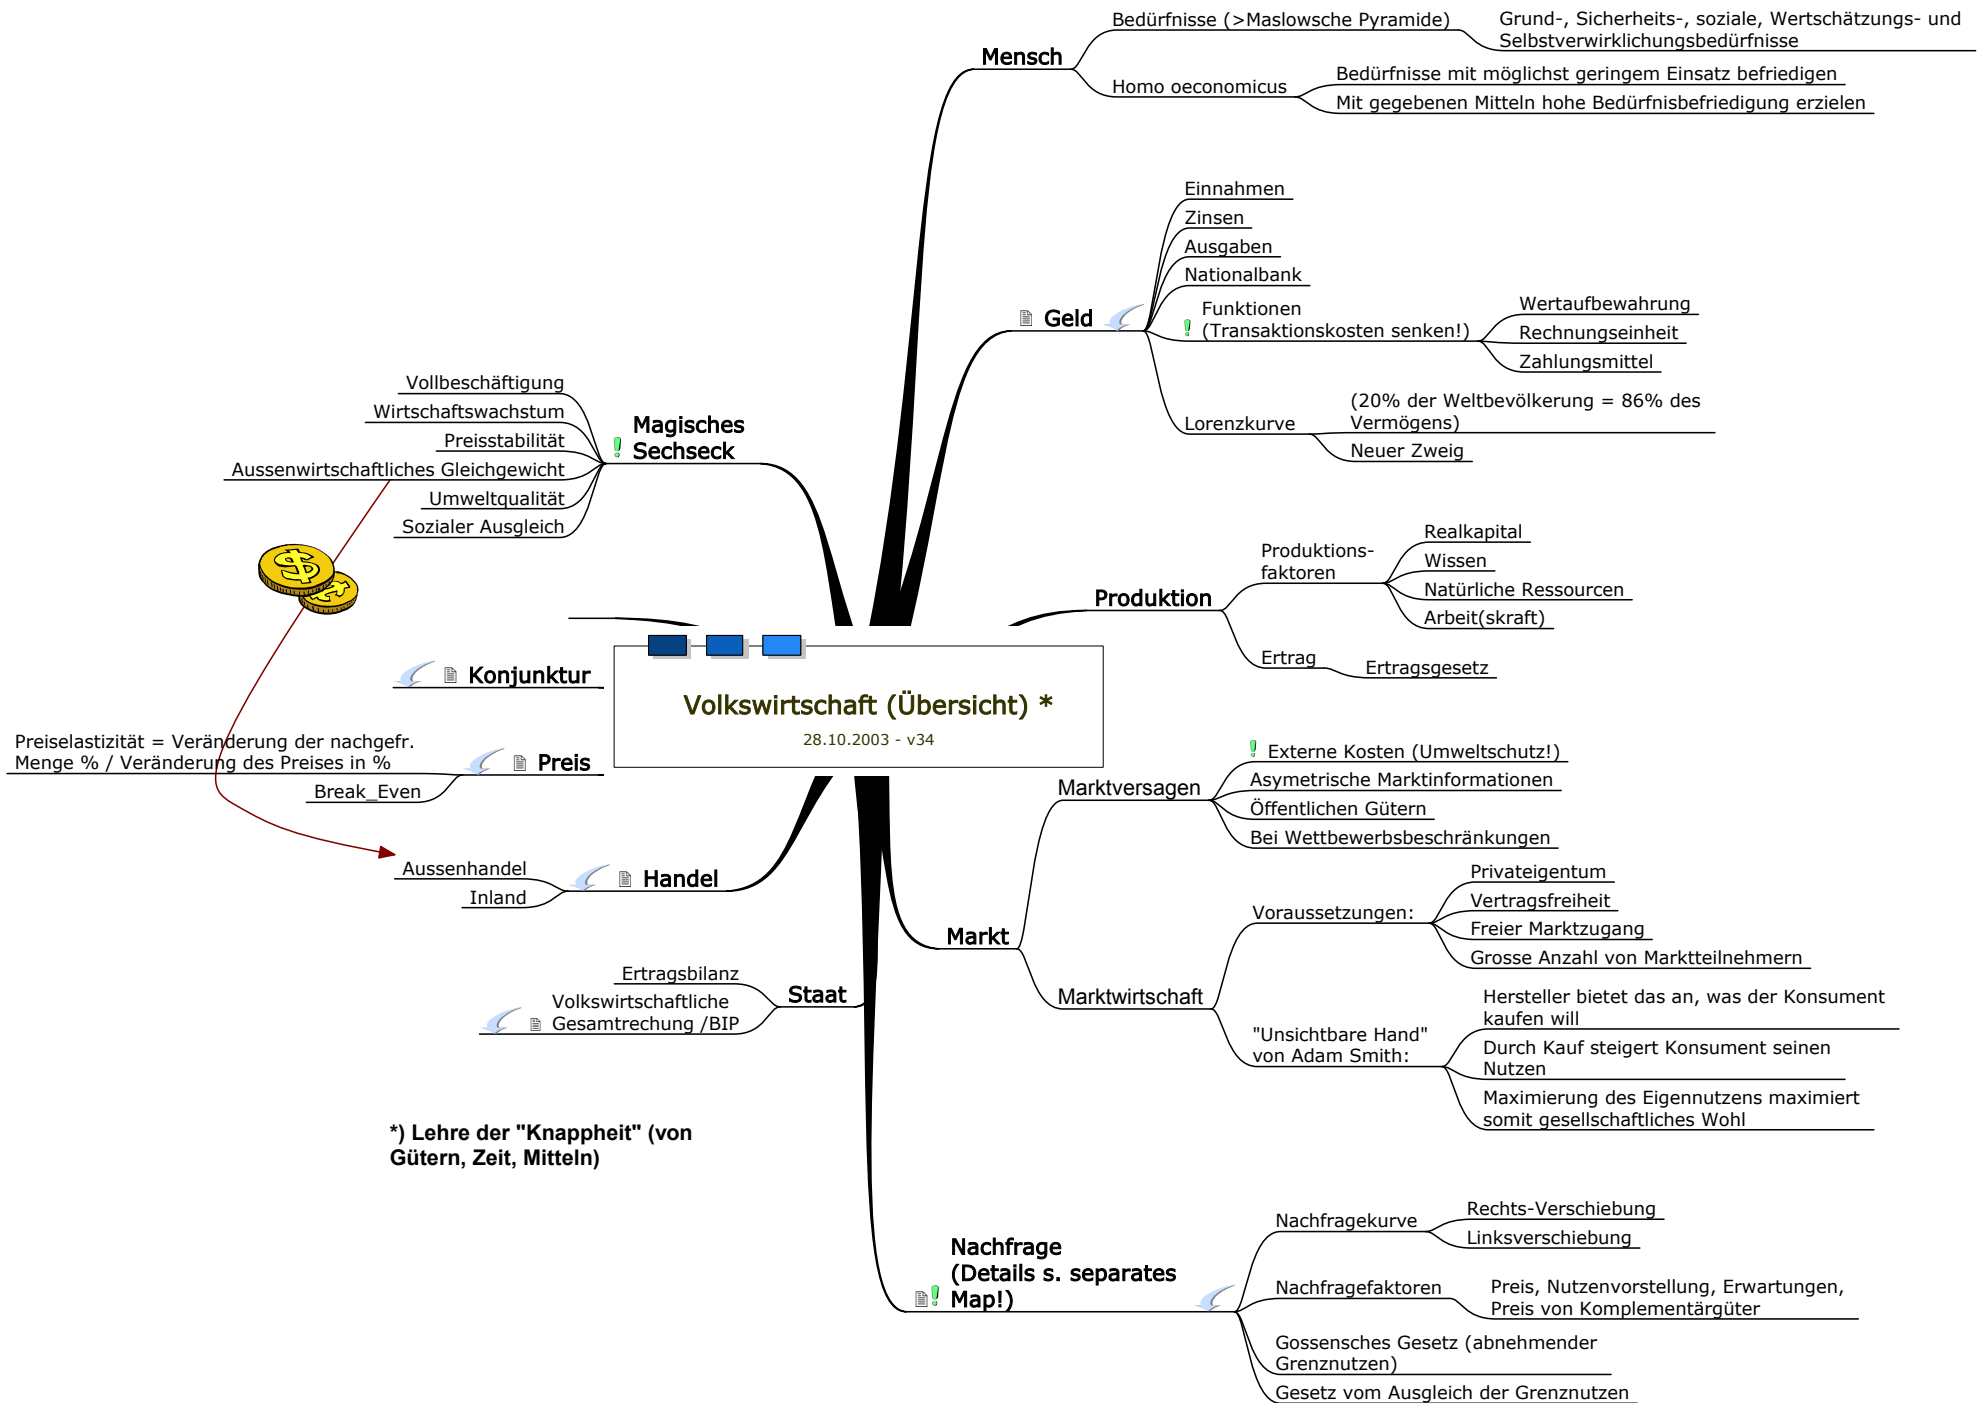 Volkswirtschaft (Übersicht) *
28.10.2003 - v34
Mensch
Bedürfnisse (>Maslowsche Pyramide)
Grund-, Sicherheits-, soziale, Wertschätzungs- und
Selbstverwirklichungsbedürfnisse
Homo oeconomicus
Bedürfnisse mit möglichst geringem Einsatz befriedigen
Mit gegebenen Mitteln hohe Bedürfnisbefriedigung erzielen
Geld
Einnahmen
Zinsen
Ausgaben
Nationalbank
Funktionen
(Transaktionskosten senken!)
Wertaufbewahrung
Rechnungseinheit
Zahlungsmittel
Lorenzkurve
(20% der Weltbevölkerung = 86% des
Vermögens)
Neuer Zweig
Produktion
Produktions-
faktoren
Realkapital
Wissen
Natürliche Ressourcen
Arbeit(skraft)
Ertrag
Ertragsgesetz
Markt
Marktversagen
Externe Kosten (Umweltschutz!)
Asymetrische Marktinformationen
Öffentlichen Gütern
Bei Wettbewerbsbeschränkungen
Marktwirtschaft
Voraussetzungen:
Privateigentum
Vertragsfreiheit
Freier Marktzugang
Grosse Anzahl von Marktteilnehmern
"Unsichtbare Hand"
von Adam Smith:
Hersteller bietet das an, was der Konsument
kaufen will
Durch Kauf steigert Konsument seinen
Nutzen
Maximierung des Eigennutzens maximiert
somit gesellschaftliches Wohl
Nachfrage
(Details s. separates
Map!)
Nachfragekurve
Rechts-Verschiebung
Linksverschiebung
Nachfragefaktoren
Preis, Nutzenvorstellung, Erwartungen,
Preis von Komplementärgüter
Gossensches Gesetz (abnehmender
Grenznutzen)
Gesetz vom Ausgleich der Grenznutzen
Magisches
Sechseck
Vollbeschäftigung
Wirtschaftswachstum
Preisstabilität
Aussenwirtschaftliches Gleichgewicht
Umweltqualität
Sozialer Ausgleich
Konjunktur
Preis
Preiselastizität = Veränderung der nachgefr.
Menge % / Veränderung des Preises in %
Break_Even
Handel
Aussenhandel
Inland
Staat
Ertragsbilanz
Volkswirtschaftliche
Gesamtrechung /BIP
*) Lehre der "Knappheit" (von
Gütern, Zeit, Mitteln)